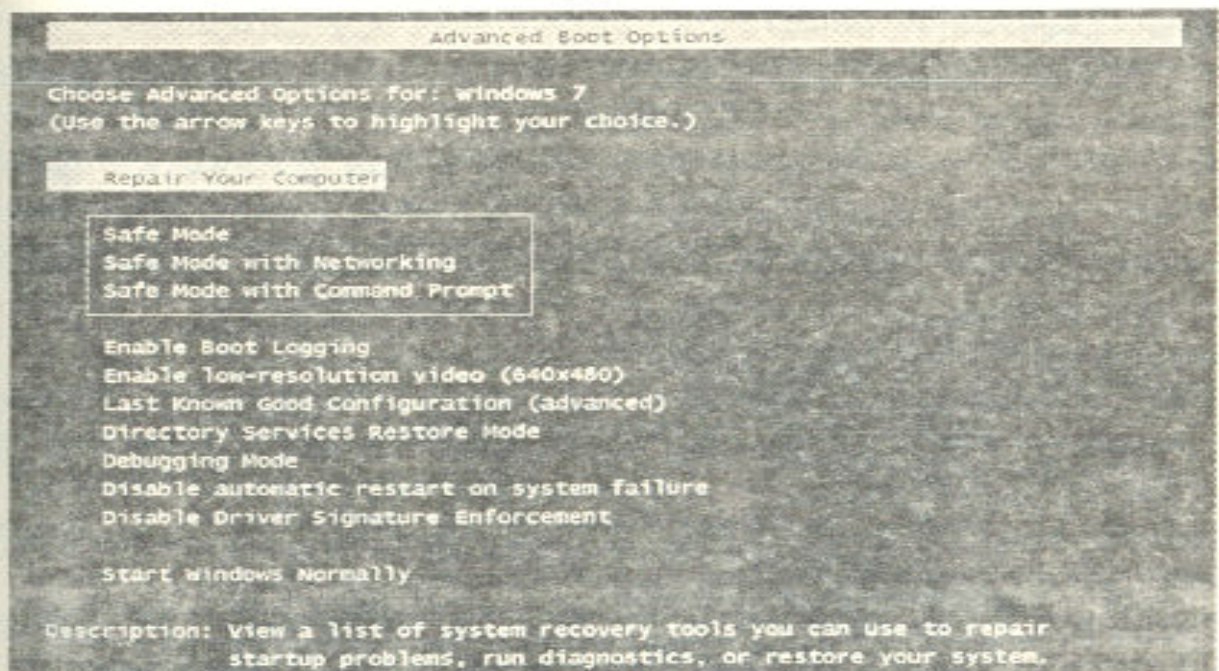 Advanced Boot Options
Choose Advanced Options for: Windows 7
(Use the arrow keys to highlight your choice.)
Repair Your Computer
Safe Mode
Safe Mode with Networking
Safe Mode with Command Prompt
Enable Boot Logging
Enable low-resolution video (640x480)
Last Known Good Configuration (advanced)
Directory Services Restore Mode
Debugging Mode
Disable automatic restart on system failure
Disable Driver Signature Enforcement
Start Windows Normally
Description: View a list of system recovery tools you can use to repair
startup problems, run diagnostics, or restore your system.